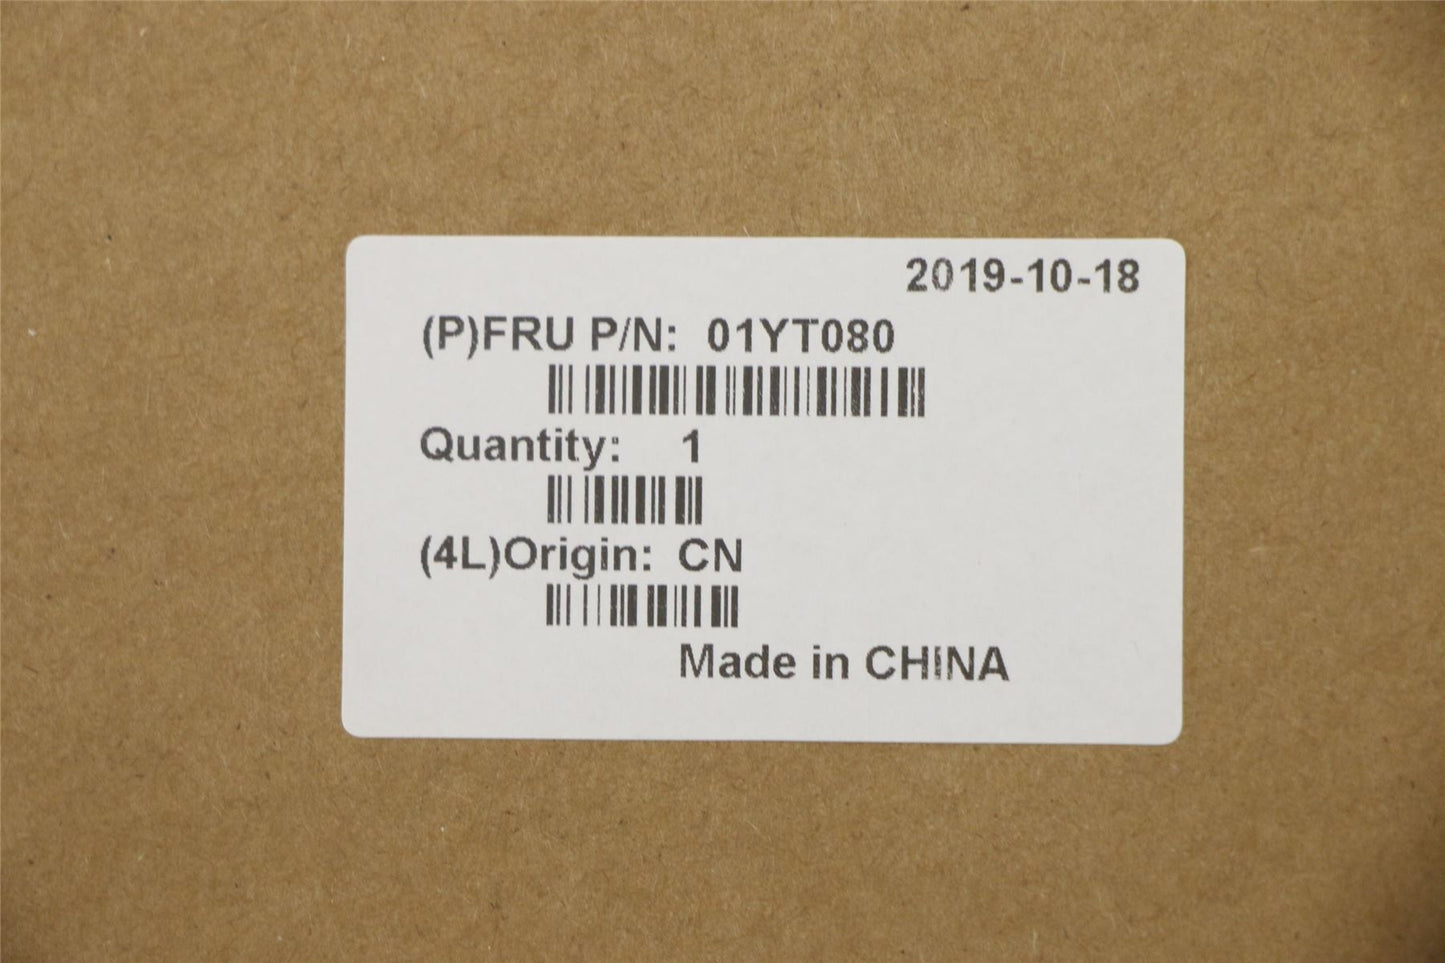 2019-10-18
(P)FRU P/N: 01YT080
Quantity: 1
(4L)Origin: CN
Made in CHINA